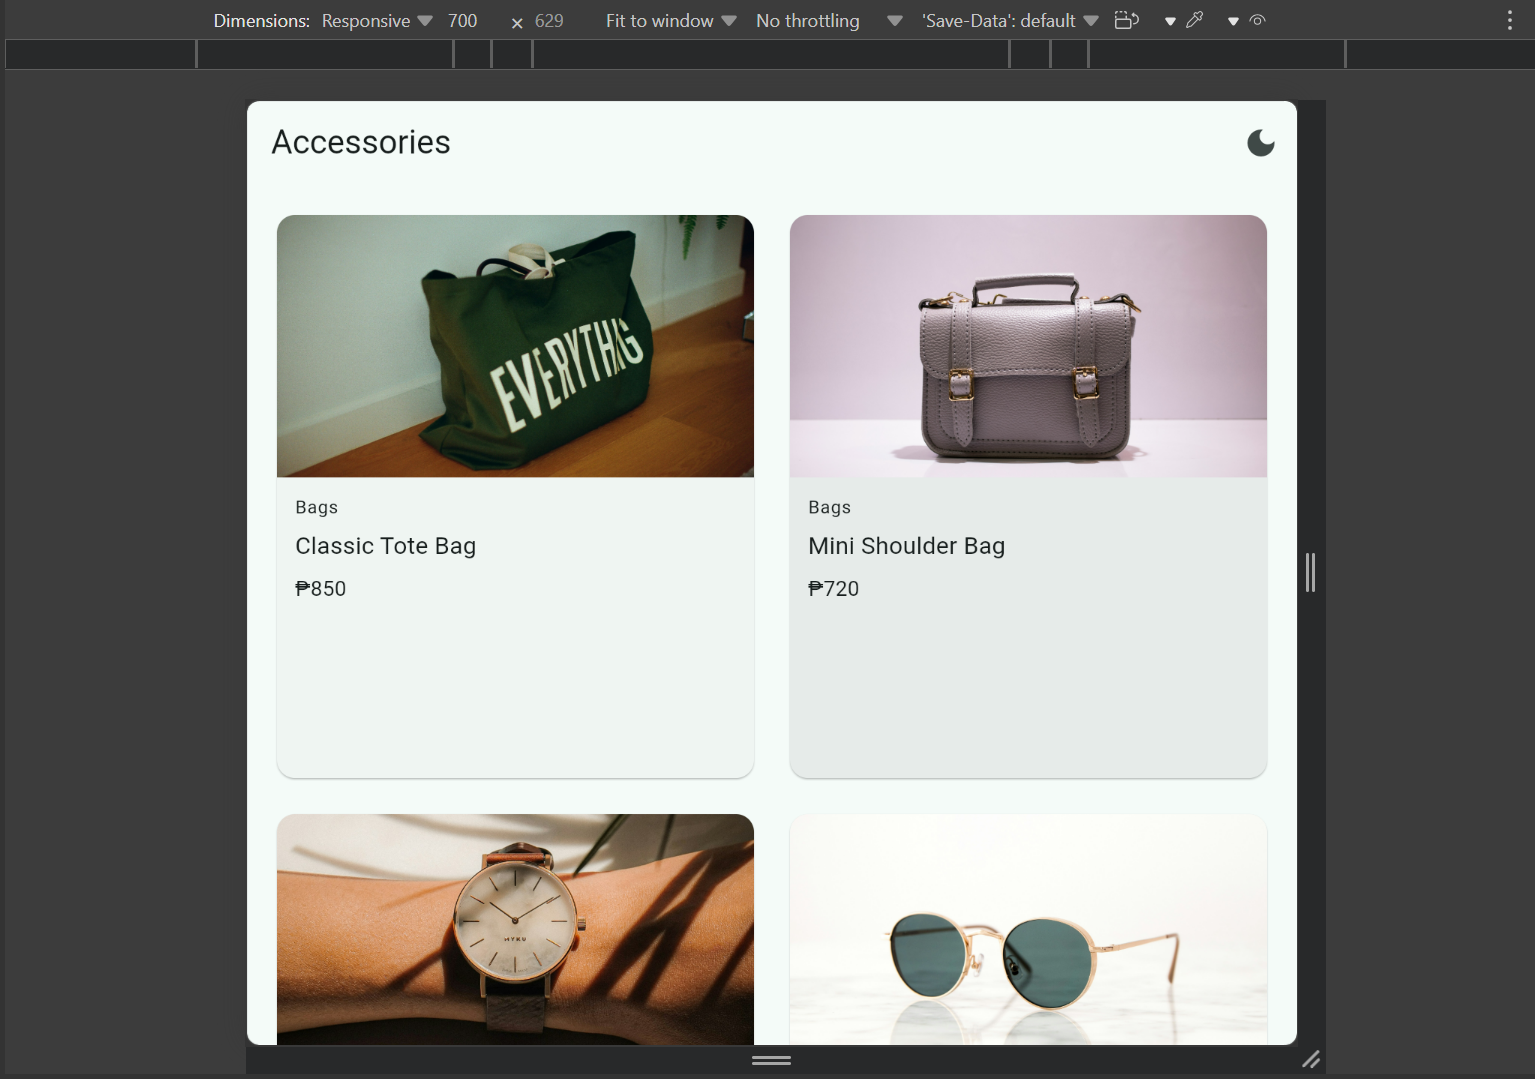 Dimensions: Responsive 700 × 629 Fit to window No throttling 'Save-Data': default
Accessories
EVERYTHING
Bags
Classic Tote Bag
₱850
Bags
Mini Shoulder Bag
₱720